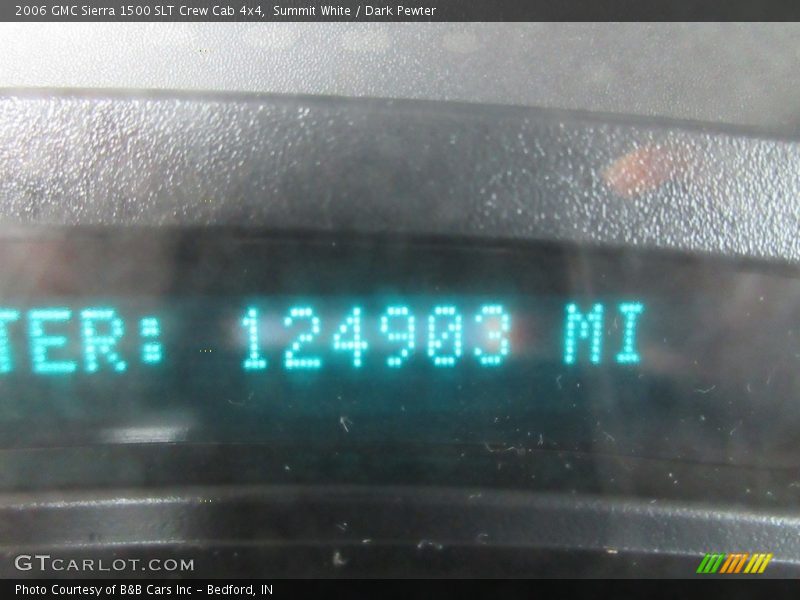 2006 GMC Sierra 1500 SLT Crew Cab 4x4, Summit White / Dark Pewter
TER: 124903 MI
GTCARLOT.COM
Photo Courtesy of B&B Cars Inc - Bedford, IN